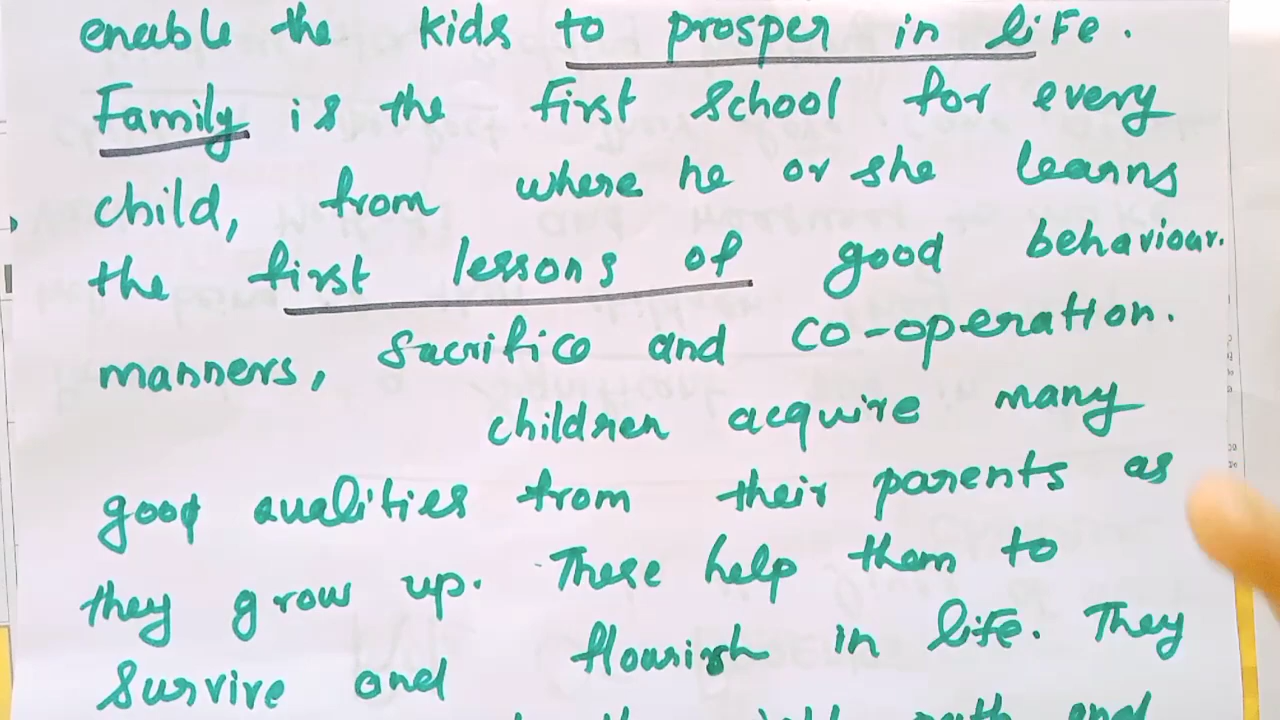 enable the kids to prosper in life.
Family is the first school for every
child, from where he or she learns
the first lessons of good behaviour.
manners, sacrifice and co-operation.
children acquire many
good qualities from their parents as
they grow up. These help them to
survive and flourish in life. They
and